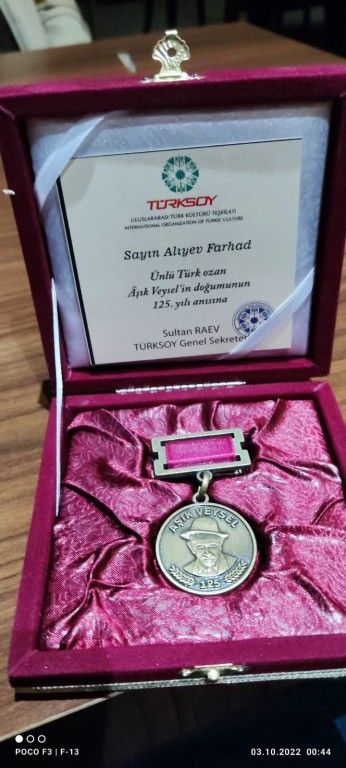 TÜRKSOY
ULUSLARARASI TÜRK KÜLTÜRÜ TEŞKİLATI
INTERNATIONAL ORGANIZATION OF TURKIC CULTURE
Sayın Alıyev Farhad
Ünlü Türk ozan
Âşık Veysel'in doğumunun
125. yılı anısına
Sultan RAEV
TÜRKSOY Genel Sekreteri
AŞIK VEYSEL
125
POCO F3 | F-13
03.10.2022 00:44